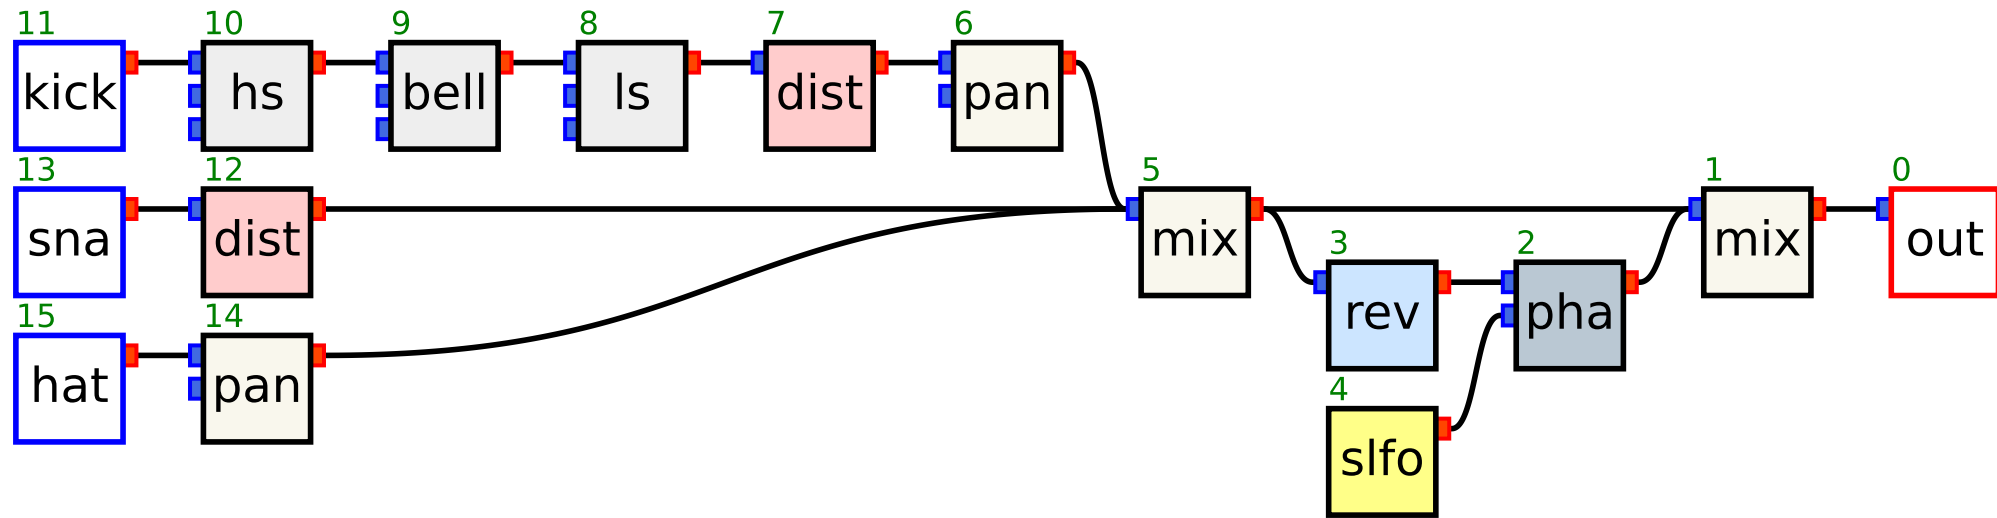 11 10 9 8 7 6
kick hs bell ls dist pan
13 12 5 1 0
sna dist mix mix out
3 2
rev pha
15 14
hat pan
4
slfo